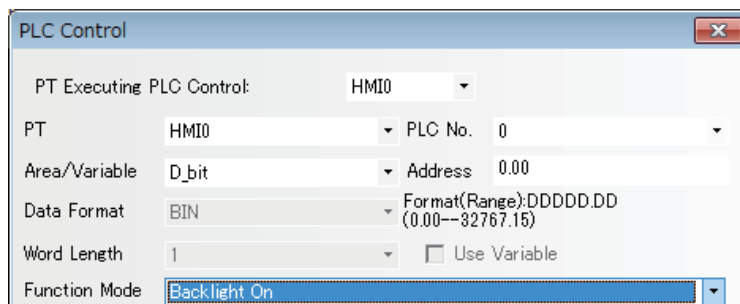 PLC Control
PT Executing PLC Control: HMI0
PT HMI0 PLC No. 0
Area/Variable D_bit Address 0.00
Data Format BIN Format(Range):DDDDD.DD
(0.00--32767.15)
Word Length 1 Use Variable
Function Mode Backlight On